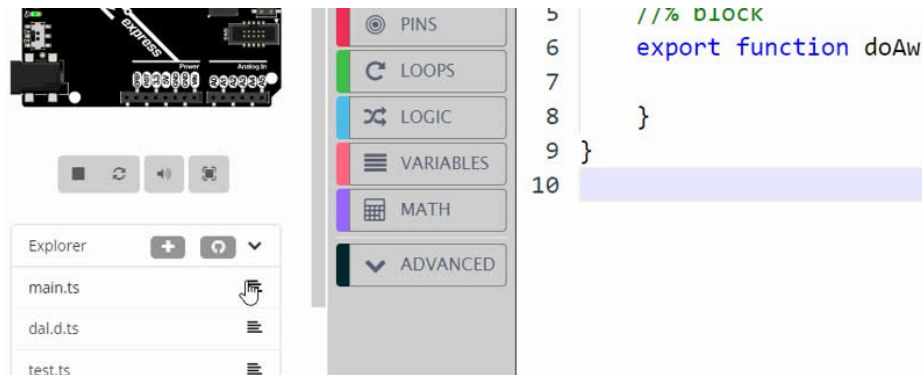 express
Power
Analog In
Explorer
main.ts
dal.d.ts
test.ts
PINS
LOOPS
LOGIC
VARIABLES
MATH
ADVANCED
5 //% block
6 export function doAw
7
8 }
9 }
10